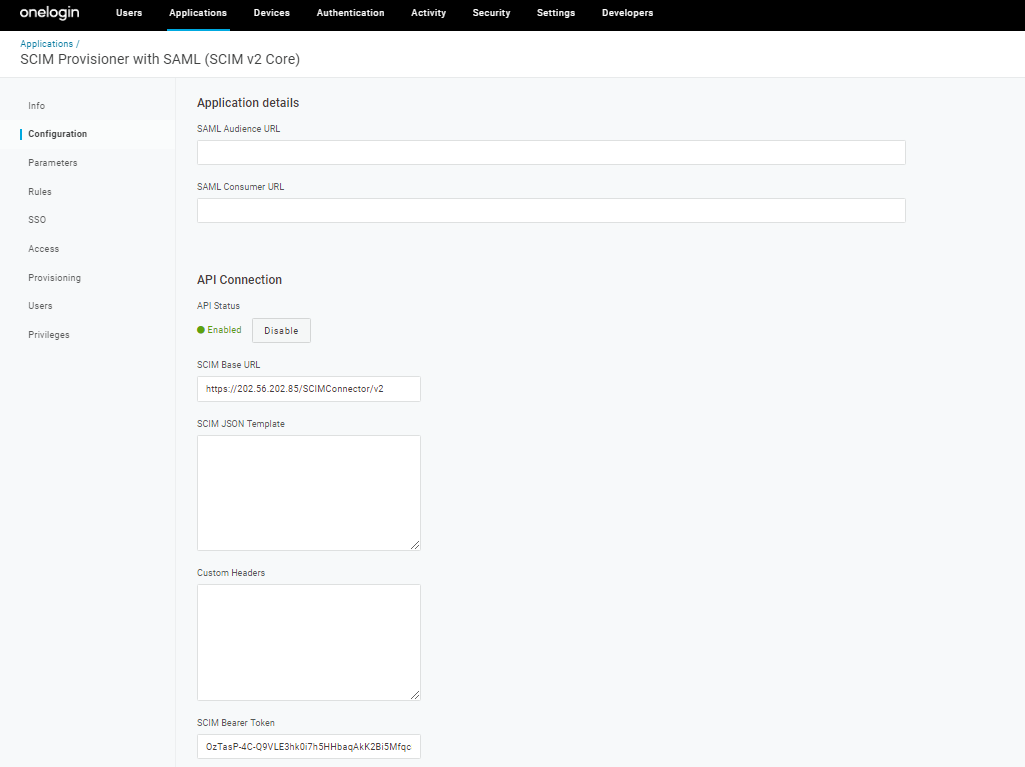 onelogin Users Applications Devices Authentication Activity Security Settings Developers
Applications /
SCIM Provisioner with SAML (SCIM v2 Core)
Info
Configuration
Parameters
Rules
SSO
Access
Provisioning
Users
Privileges
Application details
SAML Audience URL
SAML Consumer URL
API Connection
API Status
Enabled Disable
SCIM Base URL
https://202.56.202.85/SCIMConnector/v2
SCIM JSON Template
Custom Headers
SCIM Bearer Token
OzTasP-4C-Q9VLE3hk0i7h5HHbaqAkK2Bi5Mfqc